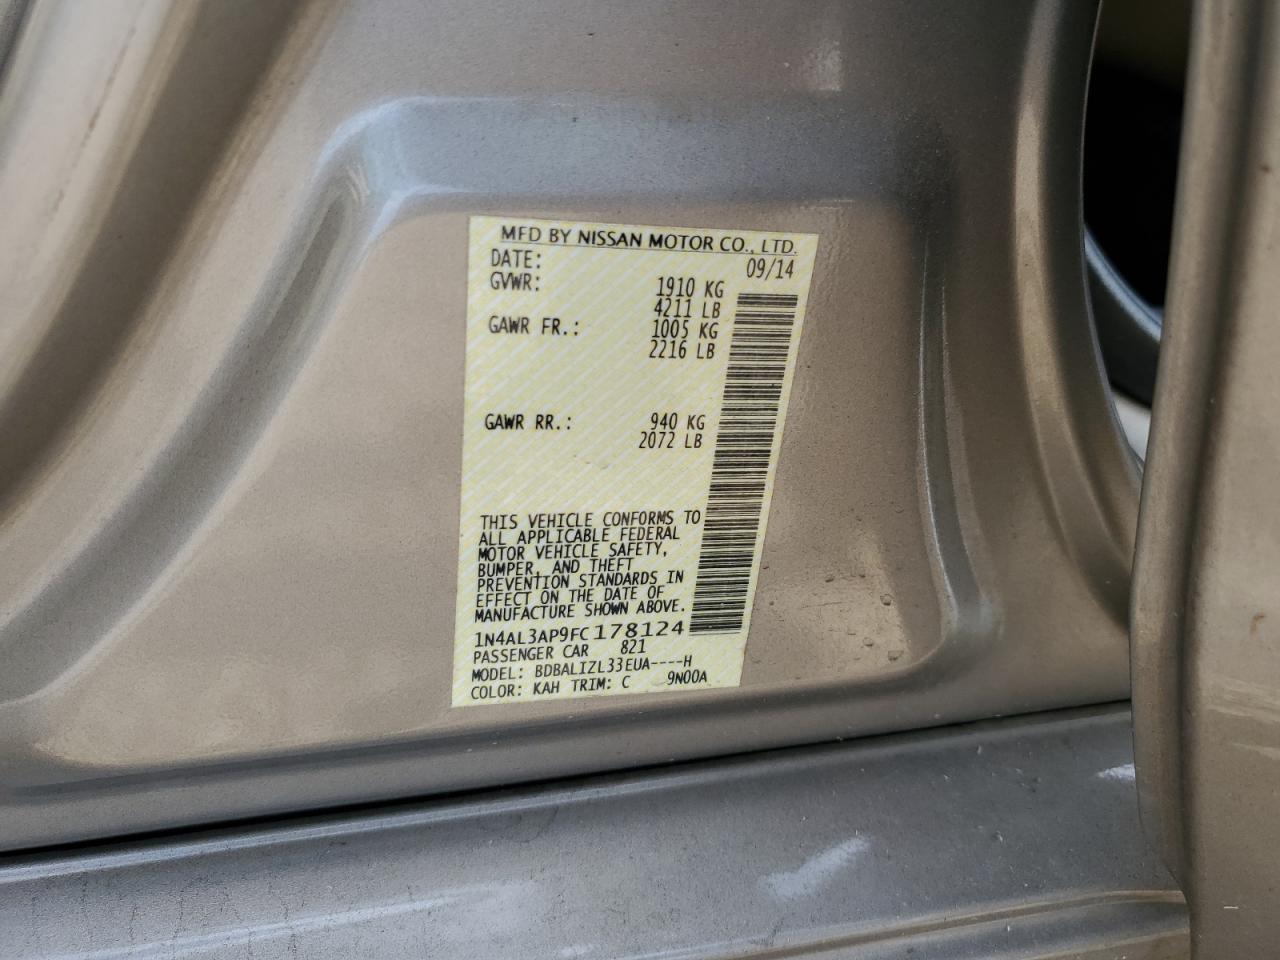 MFD BY NISSAN MOTOR CO., LTD.
DATE: 09/14
GVWR: 1910 KG
4211 LB
GAWR FR.: 1005 KG
2216 LB
GAWR RR.: 940 KG
2072 LB
THIS VEHICLE CONFORMS TO
ALL APPLICABLE FEDERAL
MOTOR VEHICLE SAFETY,
BUMPER, AND THEFT
PREVENTION STANDARDS IN
EFFECT ON THE DATE OF
MANUFACTURE SHOWN ABOVE.
1N4AL3AP9FC178124
PASSENGER CAR 821
MODEL: BDBALIZL33EUA----H
COLOR: KAH TRIM: C 9N00A